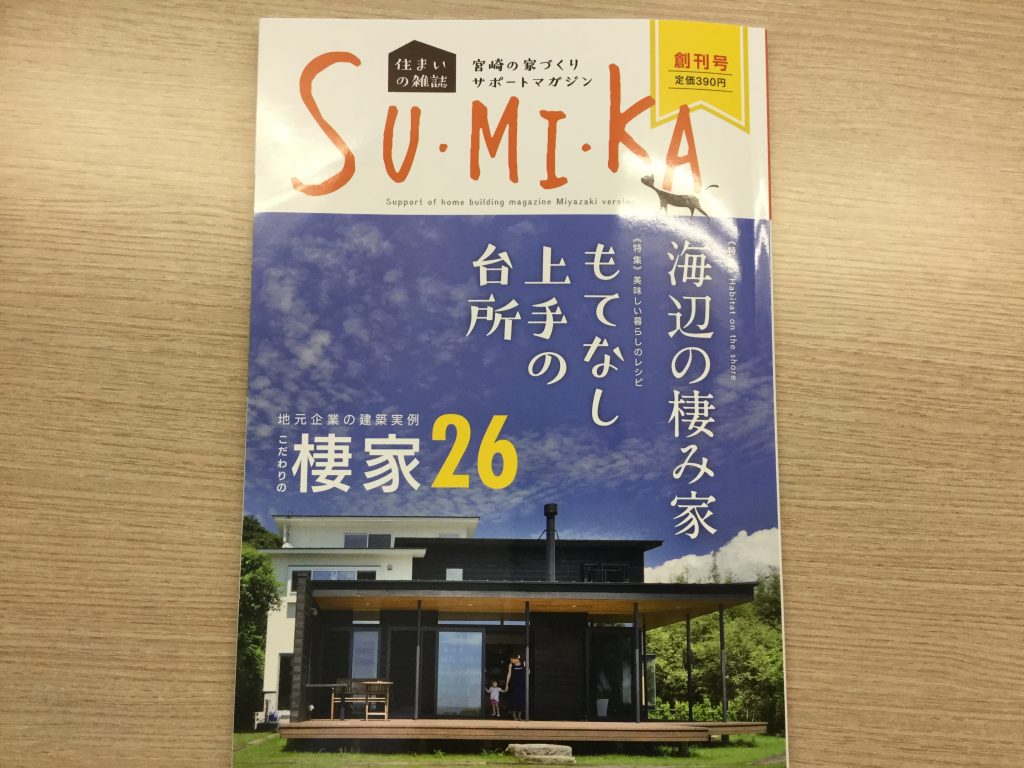 住まい
の雑誌
宮崎の家づくり
サポートマガジン
創刊号
定価390円
SU・MI・KA
Support of home building magazine Miyazaki version
Habitat on the shore
海辺の棲み家
《特集》美味しい暮らしのレシピ
もてなし
上手の
台所
地元企業の建築実例
こだわりの
棲家26